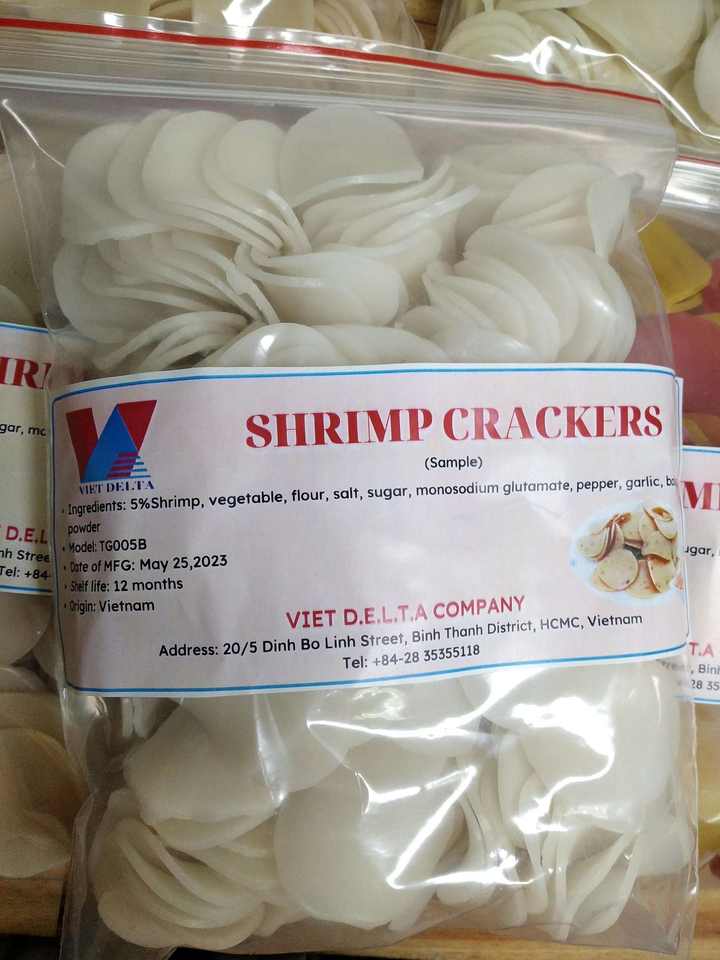 SHRIMP CRACKERS
(Sample)
VIET DELTA
• Ingredients: 5%Shrimp, vegetable, flour, salt, sugar, monosodium glutamate, pepper, garlic,
powder
• Model: TG005B
• Date of MFG: May 25,2023
• Shelf life: 12 months
• Origin: Vietnam
VIET D.E.L.T.A COMPANY
Address: 20/5 Dinh Bo Linh Street, Binh Thanh District, HCMC, Vietnam
Tel: +84-28 35355118
D.E.L
Tel: +84-
T.A